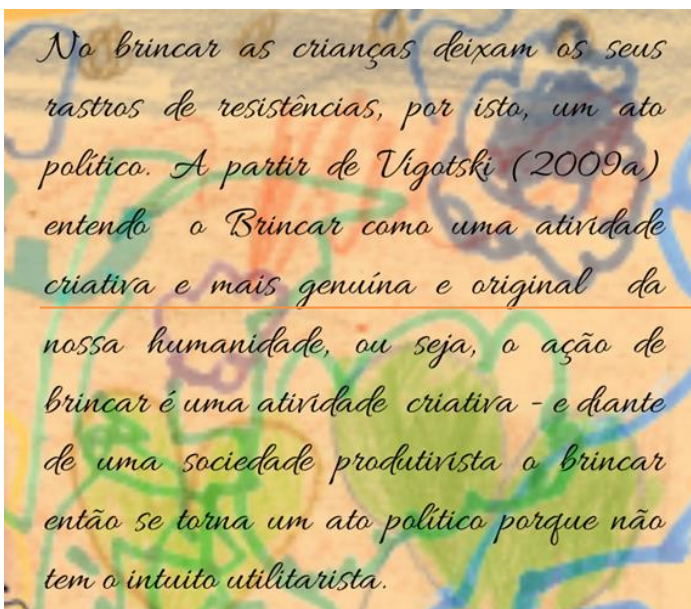 No brincar as crianças deixam os seus
rastros de resistências, por isto, um ato
político. A partir de Vigotski (2009a)
entendo o Brincar como uma atividade
criativa e mais genuína e original da
nossa humanidade, ou seja, o ação de
brincar é uma atividade criativa - e diante
de uma sociedade produtivista o brincar
então se torna um ato político porque não
tem o intuito utilitarista.